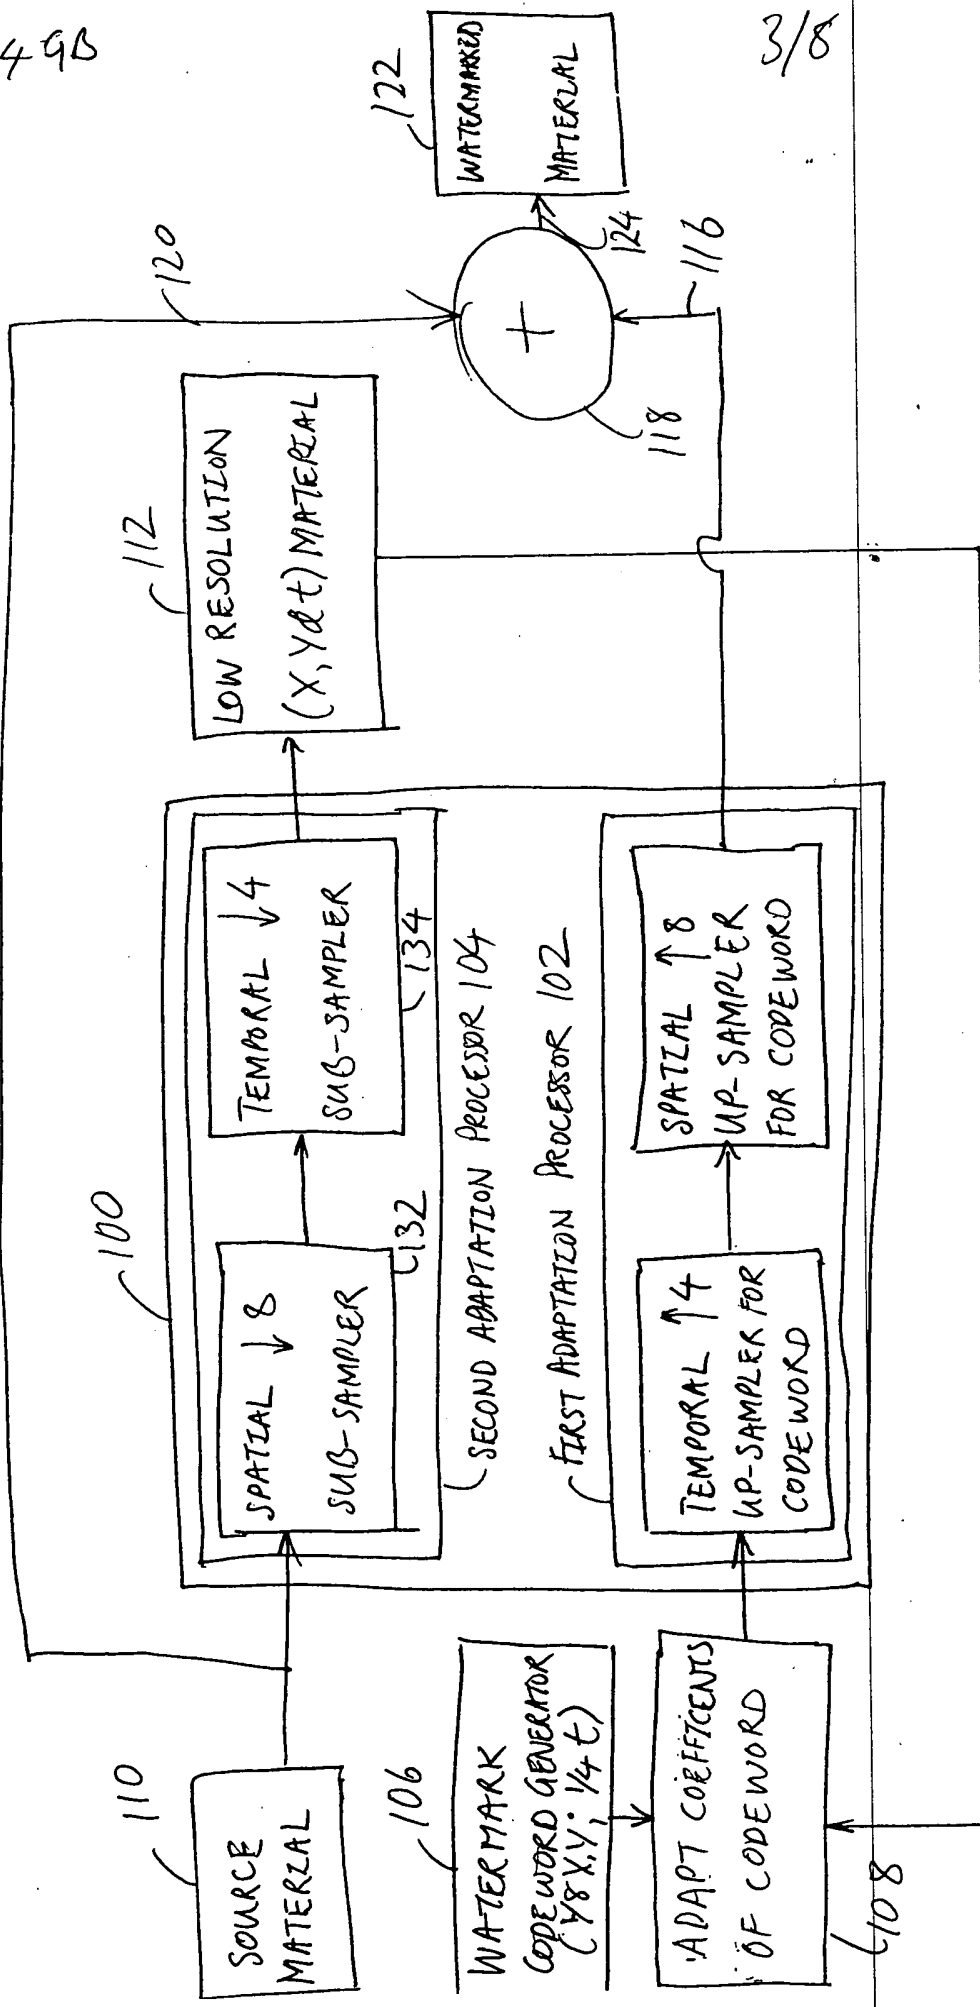 4 GB
3/8
120
122
WATERMARKED
MATERIAL
112
LOW RESOLUTION
(X, Y & t) MATERIAL
+
124
118
116
100
TEMPORAL ↓4
SUB-SAMPLER
134
SPATIAL ↓8
SUB-SAMPLER
132
SECOND ADAPTATION PROCESSOR 104
FIRST ADAPTATION PROCESSOR 102
SPATIAL ↑8
UP-SAMPLER
FOR CODEWORD
TEMPORAL ↑4
UP-SAMPLER FOR
CODEWORD
110
SOURCE
MATERIAL
106
WATERMARK
CODEWORD GENERATOR
(1/8 X, Y; 1/4 t)
ADAPT COEFFICENTS
OF CODEWORD
108